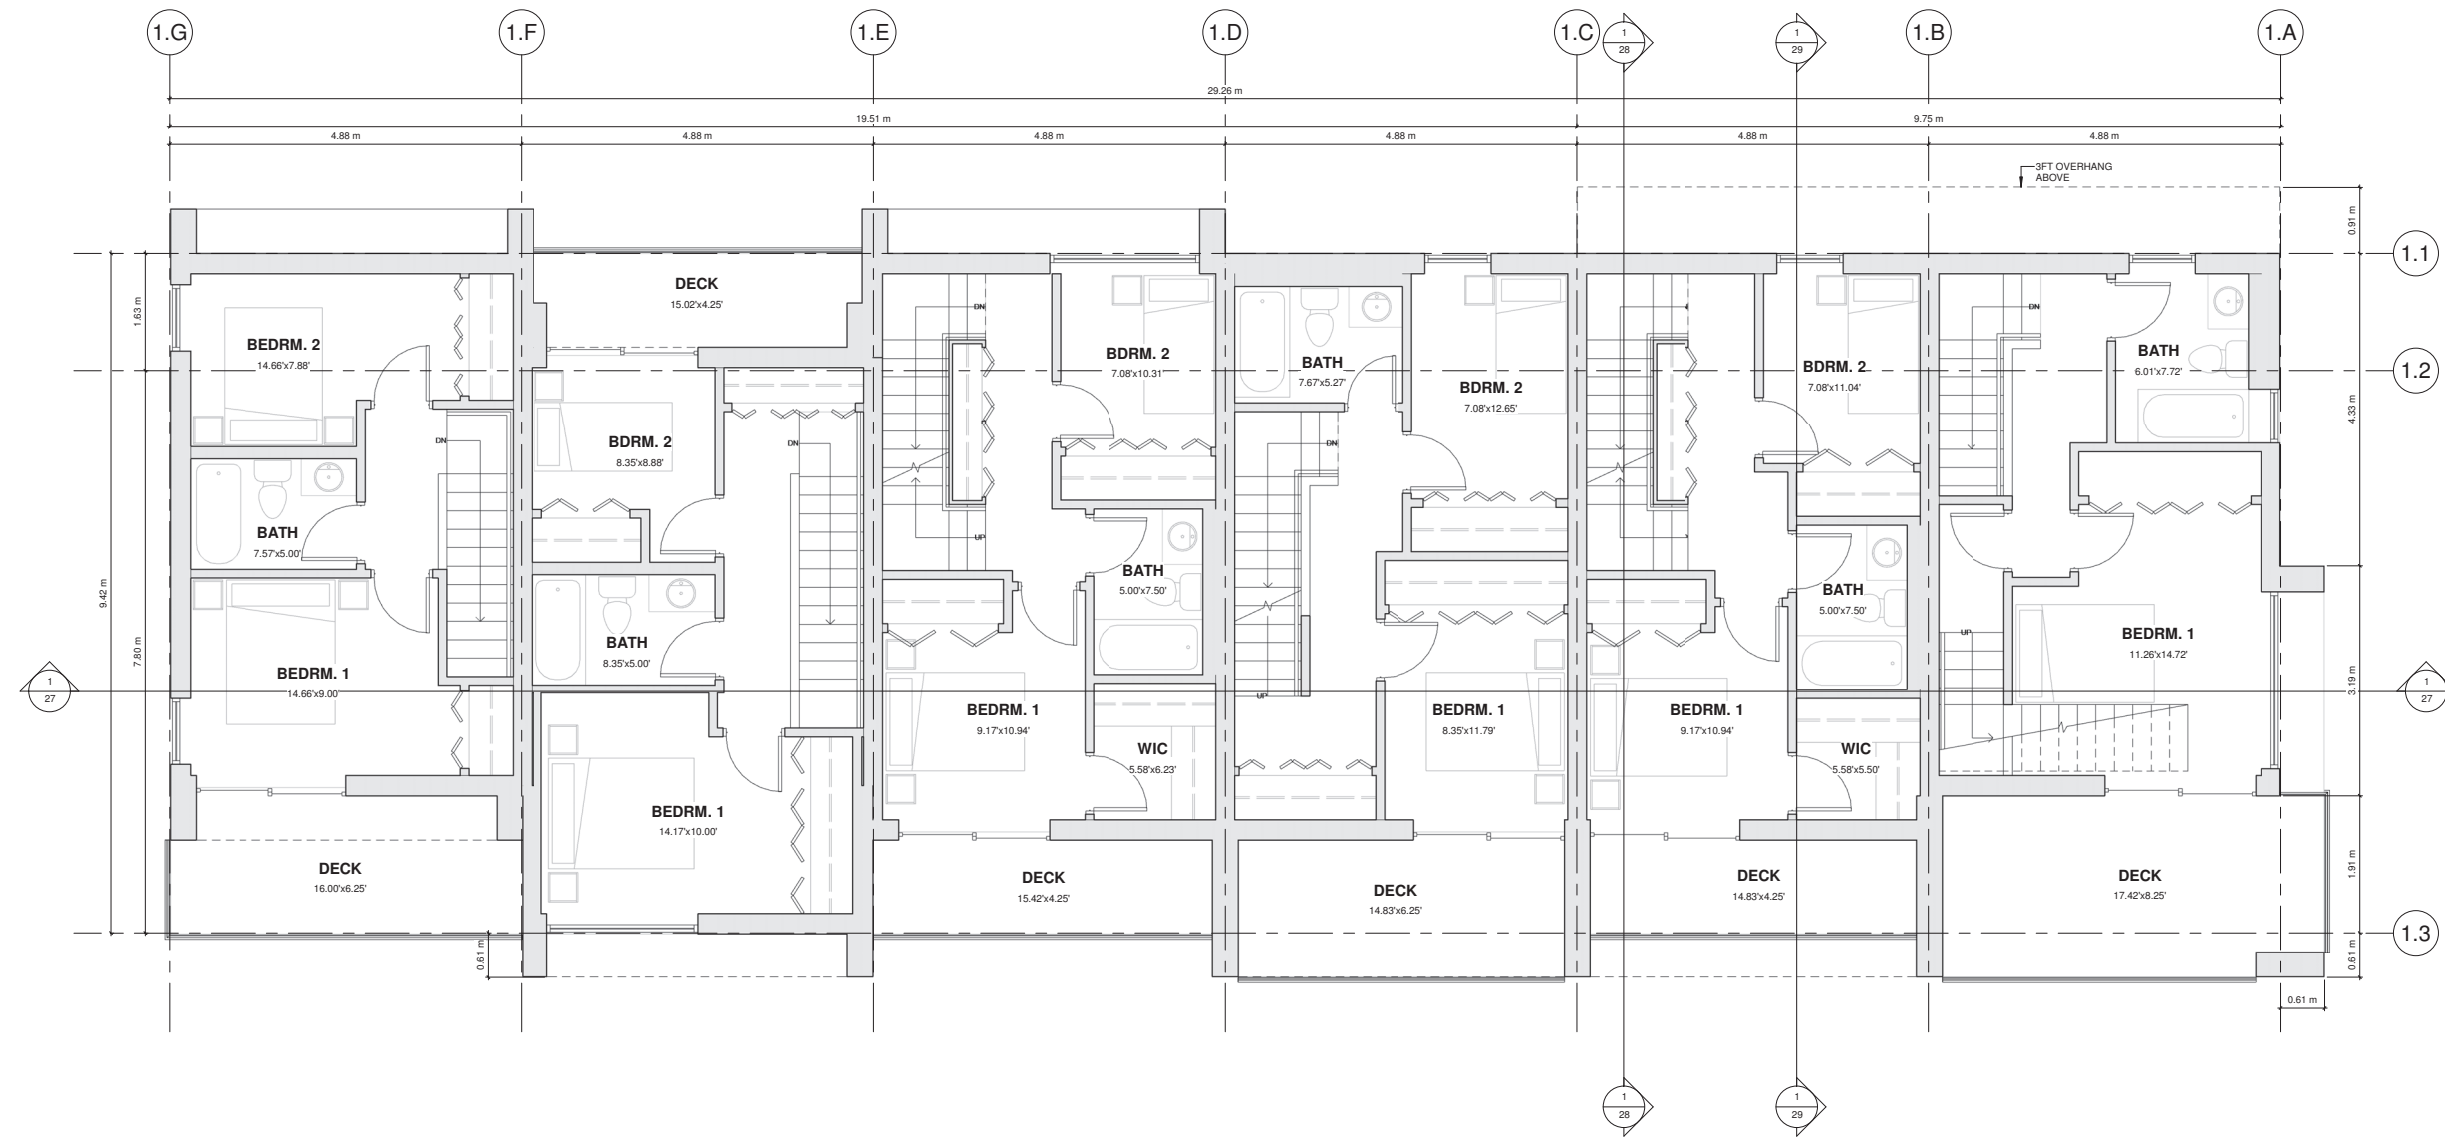 1.G
1.F
1.E
1.D
1.C
1
28
1
29
1.B
1.A
29.26 m
19.51 m
9.75 m
4.88 m
4.88 m
4.88 m
4.88 m
4.88 m
4.88 m
3FT OVERHANG
ABOVE
0.91 m
1.1
1.2
1.3
9.42 m
1.63 m
7.80 m
4.33 m
3.19 m
1.91 m
0.61 m
0.61 m
0.61 m
1
27
1
27
BEDRM. 2
14.66'x7.88'
BATH
7.57'x5.00'
DN
BEDRM. 1
14.66'x9.00'
DECK
16.00'x6.25'
DECK
15.02'x4.25'
BDRM. 2
8.35'x8.88'
DN
BATH
8.35'x5.00'
BEDRM. 1
14.17'x10.00'
DN
BDRM. 2
7.08'x10.31'
UP
BATH
5.00'x7.50'
BEDRM. 1
9.17'x10.94'
WIC
5.58'x6.23'
DECK
15.42'x4.25'
BATH
7.67'x5.27'
BDRM. 2
7.08'x12.65'
DN
UP
BEDRM. 1
8.35'x11.79'
DECK
14.83'x6.25'
BDRM. 2
7.08'x11.04'
BATH
5.00'x7.50'
BEDRM. 1
9.17'x10.94'
WIC
5.58'x5.50'
DECK
14.83'x4.25'
DN
BATH
6.01'x7.72'
UP
BEDRM. 1
11.26'x14.72'
DECK
17.42'x8.25'
1
28
1
29